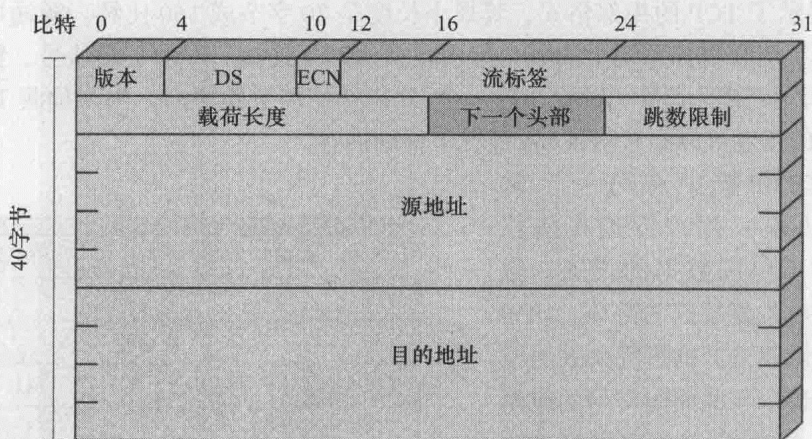 比特 0 4 10 12 16 24 31
版本 DS ECN 流标签
载荷长度 下一个头部 跳数限制
源地址
40字节
目的地址